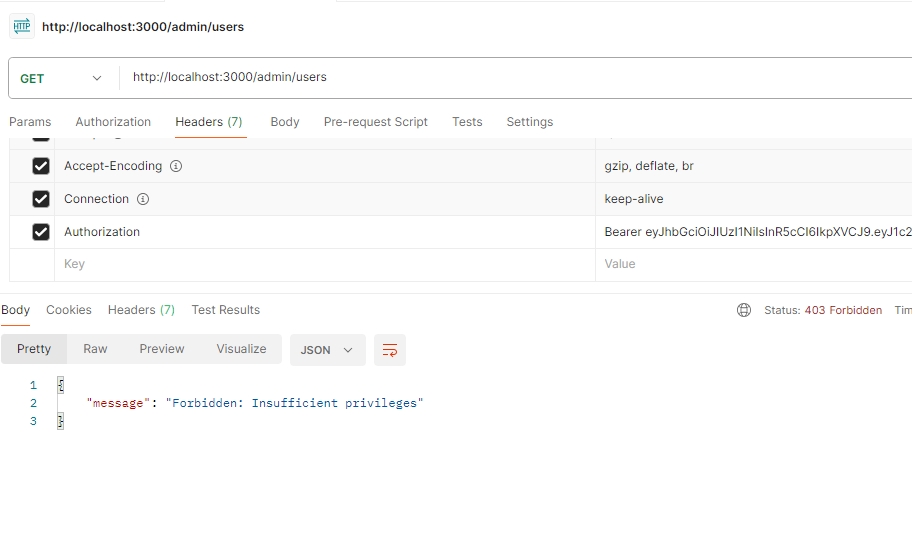 HTTP http://localhost:3000/admin/users
GET http://localhost:3000/admin/users
Params Authorization Headers (7) Body Pre-request Script Tests Settings
Accept-Encoding gzip, deflate, br
Connection keep-alive
Authorization Bearer eyJhbGciOiJIUzI1NiIsInR5cCI6IkpXVCJ9.eyJ1c2
Key Value
Body Cookies Headers (7) Test Results Status: 403 Forbidden Tim
Pretty Raw Preview Visualize JSON
1 {
2 "message": "Forbidden: Insufficient privileges"
3 }